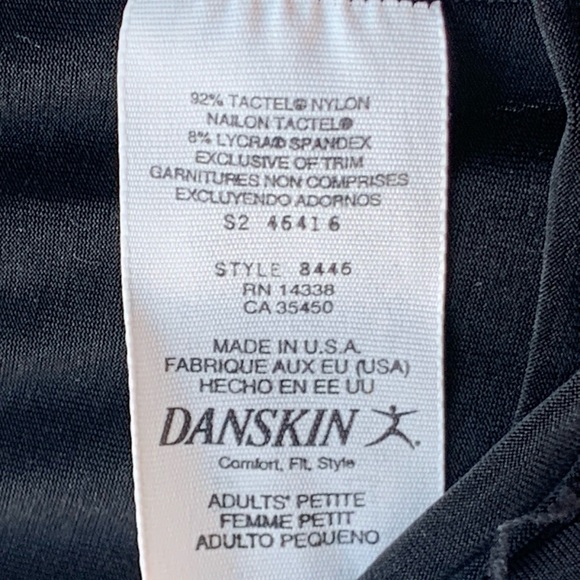 92% TACTEL® NYLON
NAILON TACTEL®
8% LYCRA® SPANDEX
EXCLUSIVE OF TRIM
GARNITURES NON COMPRISES
EXCLUYENDO ADORNOS
S2 46416
STYLE 8446
RN 14338
CA 35450
MADE IN U.S.A.
FABRIQUE AUX EU (USA)
HECHO EN EE UU
DANSKIN
Comfort, Fit, Style
ADULTS' PETITE
FEMME PETIT
ADULTO PEQUENO